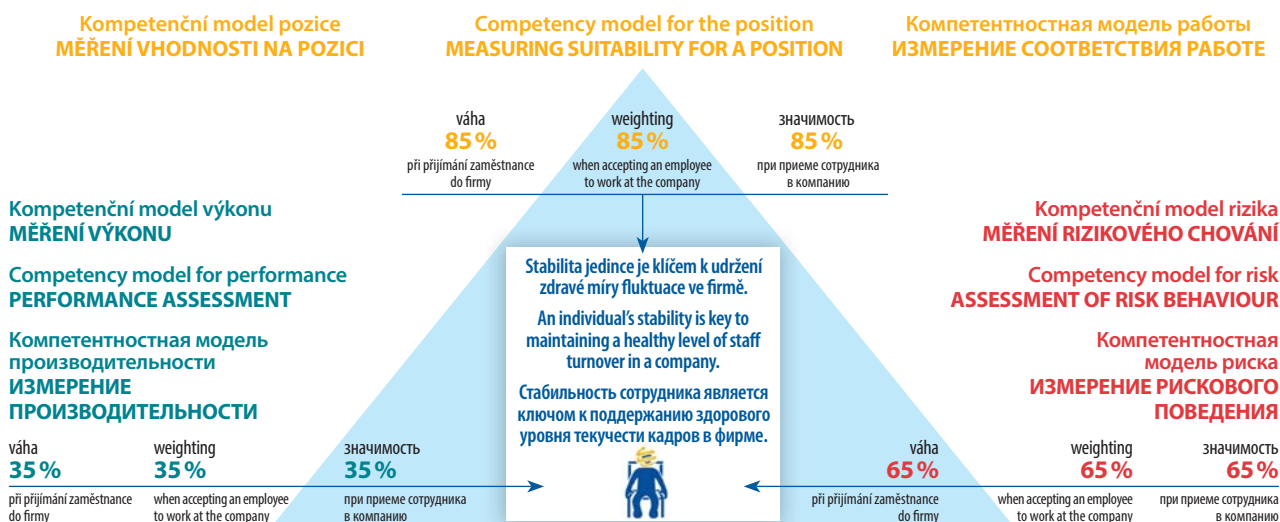 Kompetenční model pozice
MĚŘENÍ VHODNOSTI NA POZICI
Competency model for the position
MEASURING SUITABILITY FOR A POSITION
Компетентностная модель работы
ИЗМЕРЕНИЕ СООТВЕТСТВИЯ РАБОТЕ
váha
85 %
při přijímání zaměstnance
do firmy
weighting
85 %
when accepting an employee
to work at the company
значимость
85 %
при приеме сотрудника
в компанию
Kompetenční model výkonu
MĚŘENÍ VÝKONU
Competency model for performance
PERFORMANCE ASSESSMENT
Компетентностная модель
производительности
ИЗМЕРЕНИЕ
ПРОИЗВОДИТЕЛЬНОСТИ
váha
35 %
při přijímání zaměstnance
do firmy
weighting
35 %
when accepting an employee
to work at the company
значимость
35 %
при приеме сотрудника
в компанию
Stabilita jedince je klíčem k udržení
zdravé míry fluktuace ve firmě.
An individual's stability is key to
maintaining a healthy level of staff
turnover in a company.
Стабильность сотрудника является
ключом к поддержанию здорового
уровня текучести кадров в фирме.
Kompetenční model rizika
MĚŘENÍ RIZIKOVÉHO CHOVÁNÍ
Competency model for risk
ASSESSMENT OF RISK BEHAVIOUR
Компетентностная
модель риска
ИЗМЕРЕНИЕ РИСКОВОГО
ПОВЕДЕНИЯ
váha
65 %
při přijímání zaměstnance
do firmy
weighting
65 %
when accepting an employee
to work at the company
значимость
65 %
при приеме сотрудника
в компанию